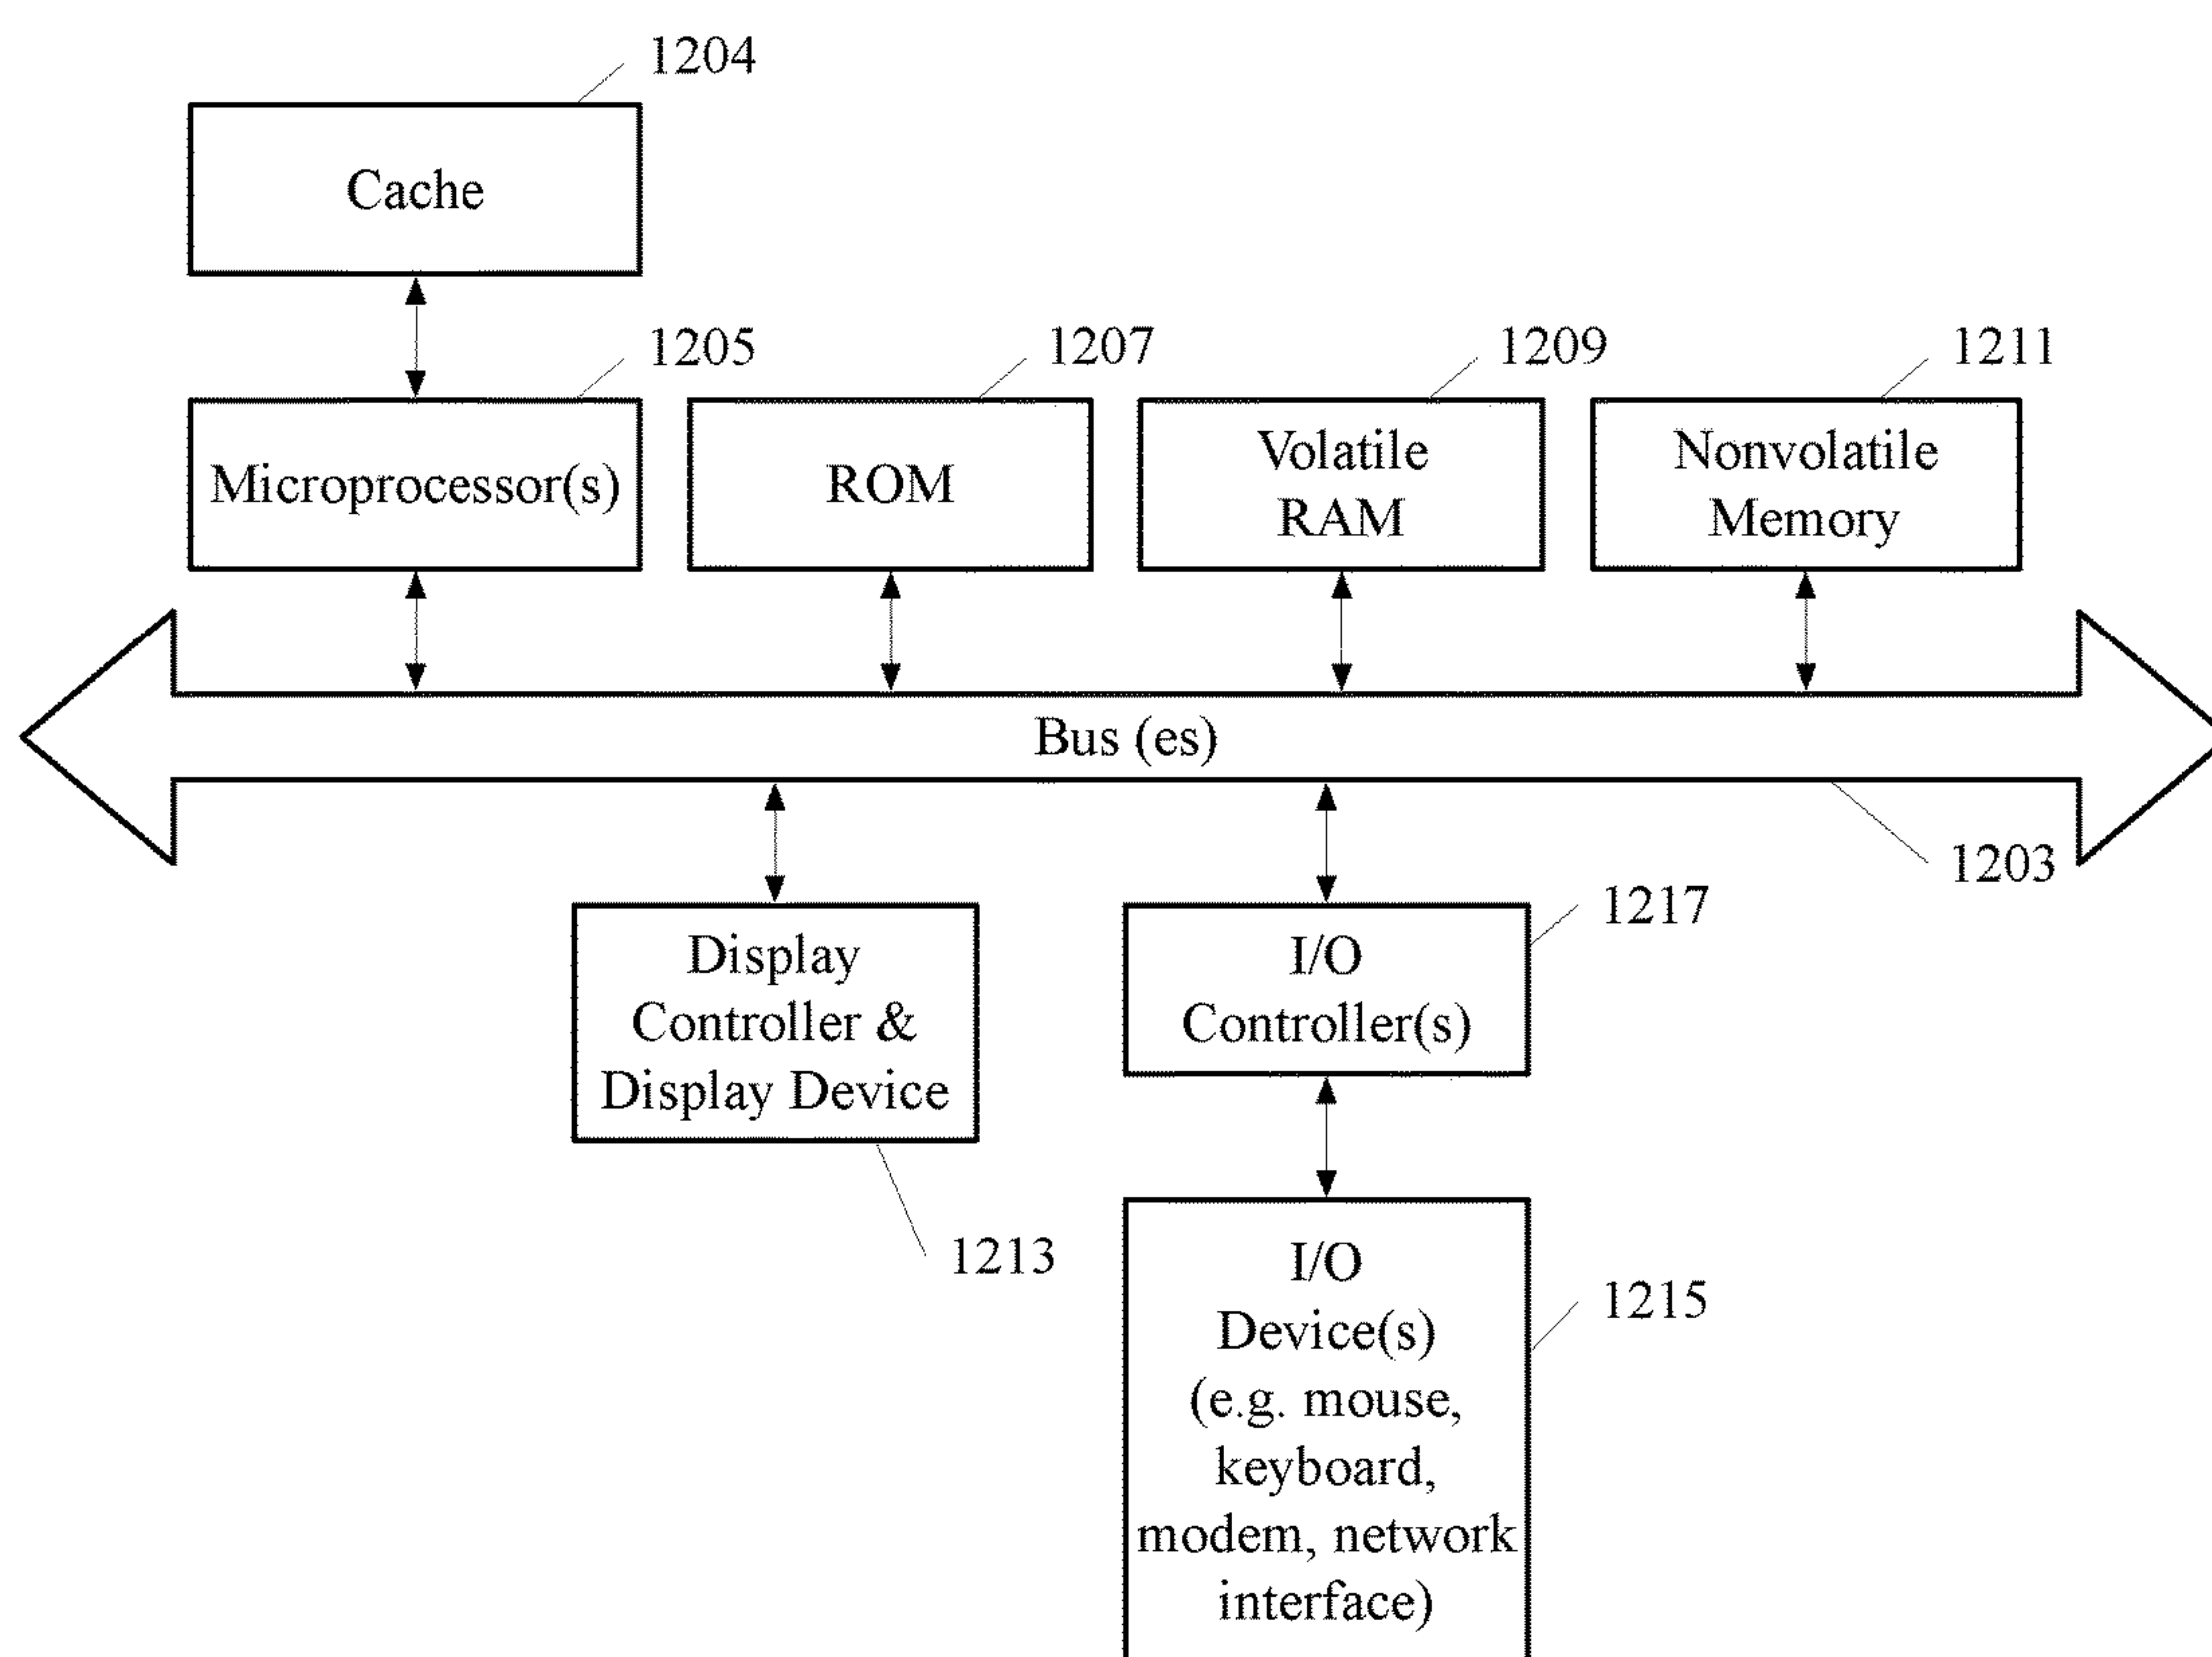 1204
Cache
1205
1207
1209
1211
Microprocessor(s)
ROM
Volatile
RAM
Nonvolatile
Memory
Bus (es)
1203
1217
Display
Controller &
Display Device
I/O
Controller(s)
1213
I/O
Device(s)
(e.g. mouse,
keyboard,
modem, network
interface)
1215